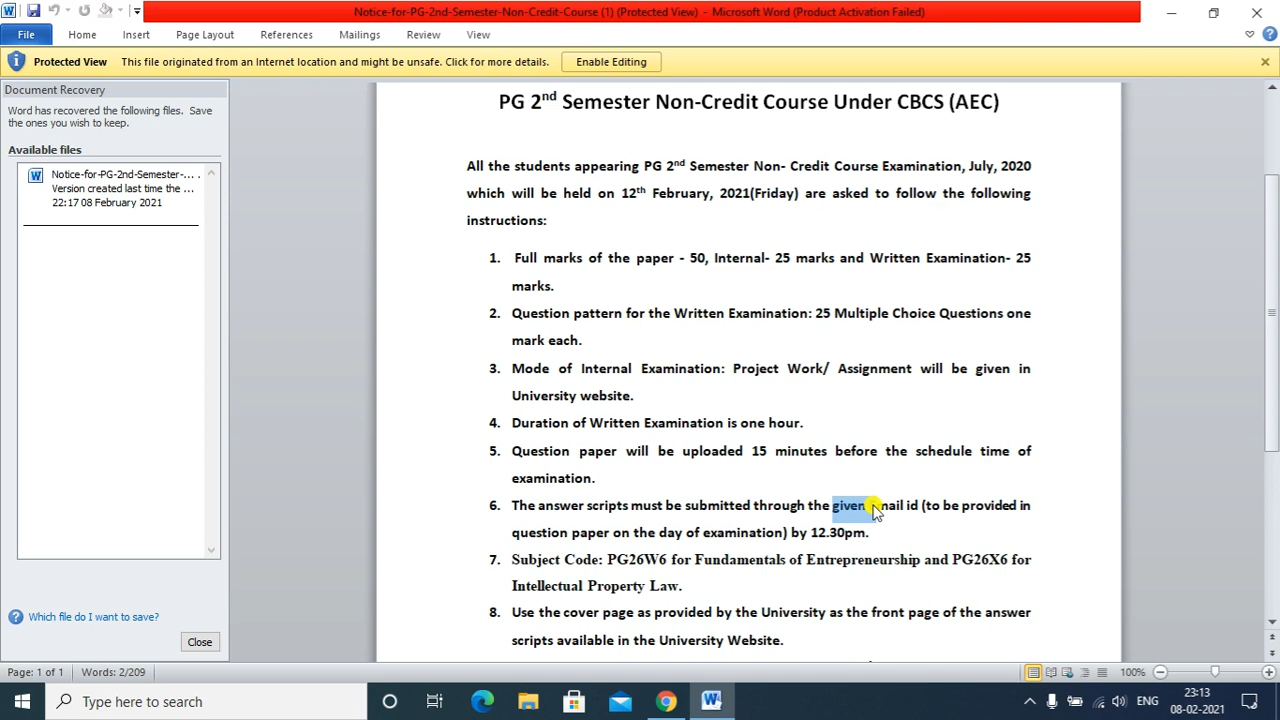 Notice-for-PG-2nd-Semester-Non-Credit-Course (1) (Protected View) - Microsoft Word (Product Activation Failed)
File Home Insert Page Layout References Mailings Review View
Protected View This file originated from an Internet location and might be unsafe. Click for more details. Enable Editing
Document Recovery
Word has recovered the following files. Save
the ones you wish to keep.
Available files
Notice-for-PG-2nd-Semester-... .
Version created last time the ...
22:17 08 February 2021
Which file do I want to save?
Close
PG 2nd Semester Non-Credit Course Under CBCS (AEC)
All the students appearing PG 2nd Semester Non- Credit Course Examination, July, 2020
which will be held on 12th February, 2021(Friday) are asked to follow the following
instructions:
1. Full marks of the paper - 50, Internal- 25 marks and Written Examination- 25
marks.
2. Question pattern for the Written Examination: 25 Multiple Choice Questions one
mark each.
3. Mode of Internal Examination: Project Work/ Assignment will be given in
University website.
4. Duration of Written Examination is one hour.
5. Question paper will be uploaded 15 minutes before the schedule time of
examination.
6. The answer scripts must be submitted through the given Email id (to be provided in
question paper on the day of examination) by 12.30pm.
7. Subject Code: PG26W6 for Fundamentals of Entrepreneurship and PG26X6 for
Intellectual Property Law.
8. Use the cover page as provided by the University as the front page of the answer
scripts available in the University Website.
Page: 1 of 1 Words: 2/209 100%
Type here to search
ENG
23:13
08-02-2021